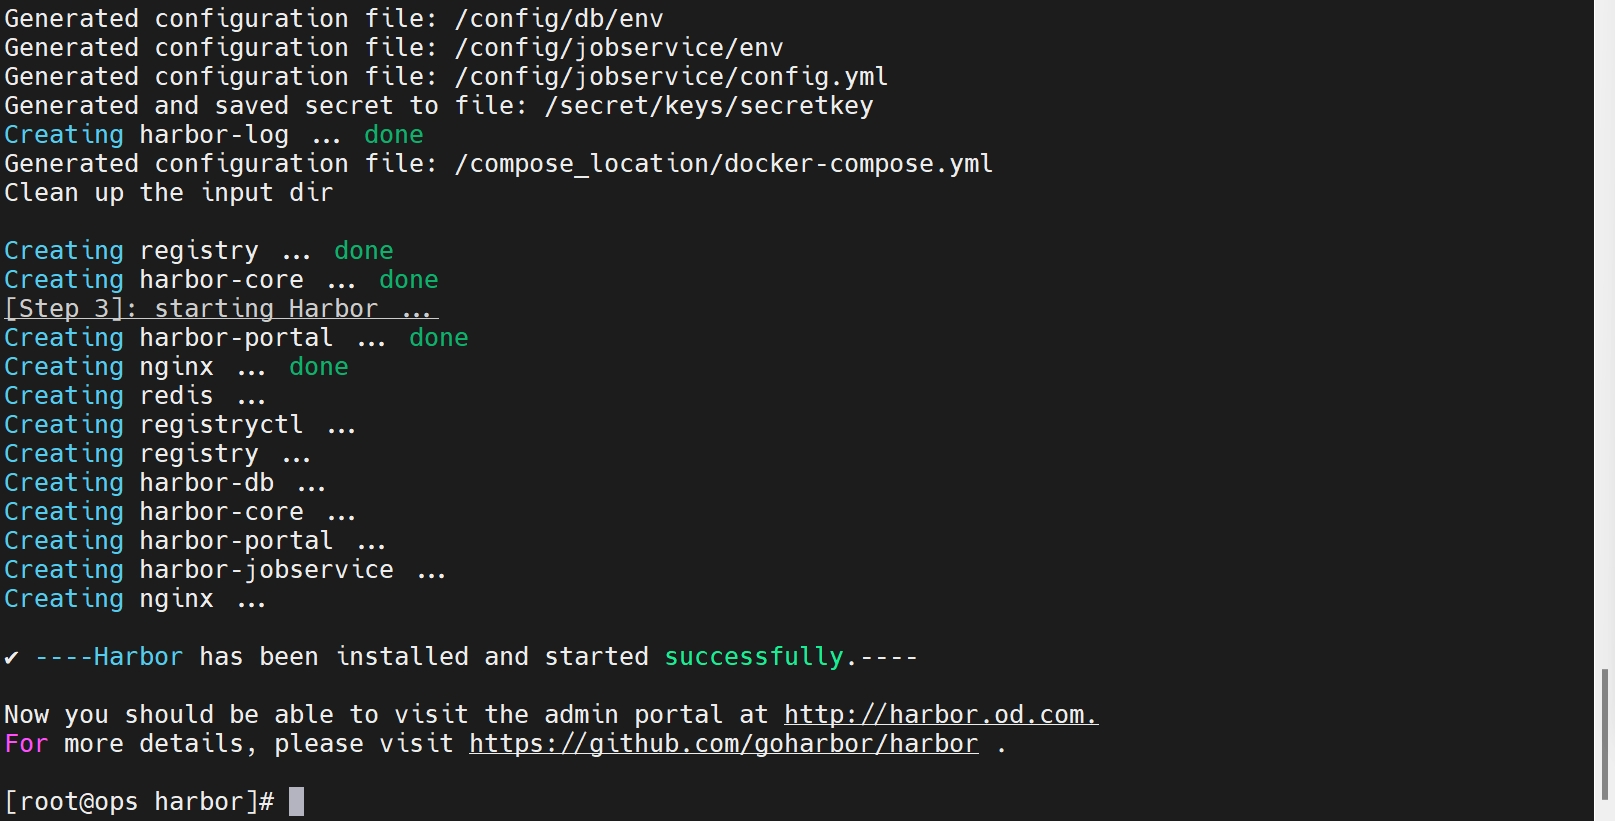 Generated configuration file: /config/db/env
Generated configuration file: /config/jobservice/env
Generated configuration file: /config/jobservice/config.yml
Generated and saved secret to file: /secret/keys/secretkey
Creating harbor-log ... done
Generated configuration file: /compose_location/docker-compose.yml
Clean up the input dir
Creating registry ... done
Creating harbor-core ... done
[Step 3]: starting Harbor ...
Creating harbor-portal ... done
Creating nginx ... done
Creating redis ...
Creating registryctl ...
Creating registry ...
Creating harbor-db ...
Creating harbor-core ...
Creating harbor-portal ...
Creating harbor-jobservice ...
Creating nginx ...
✔ ----Harbor has been installed and started successfully.----
Now you should be able to visit the admin portal at http://harbor.od.com.
For more details, please visit https://github.com/goharbor/harbor .
[root@ops harbor]#